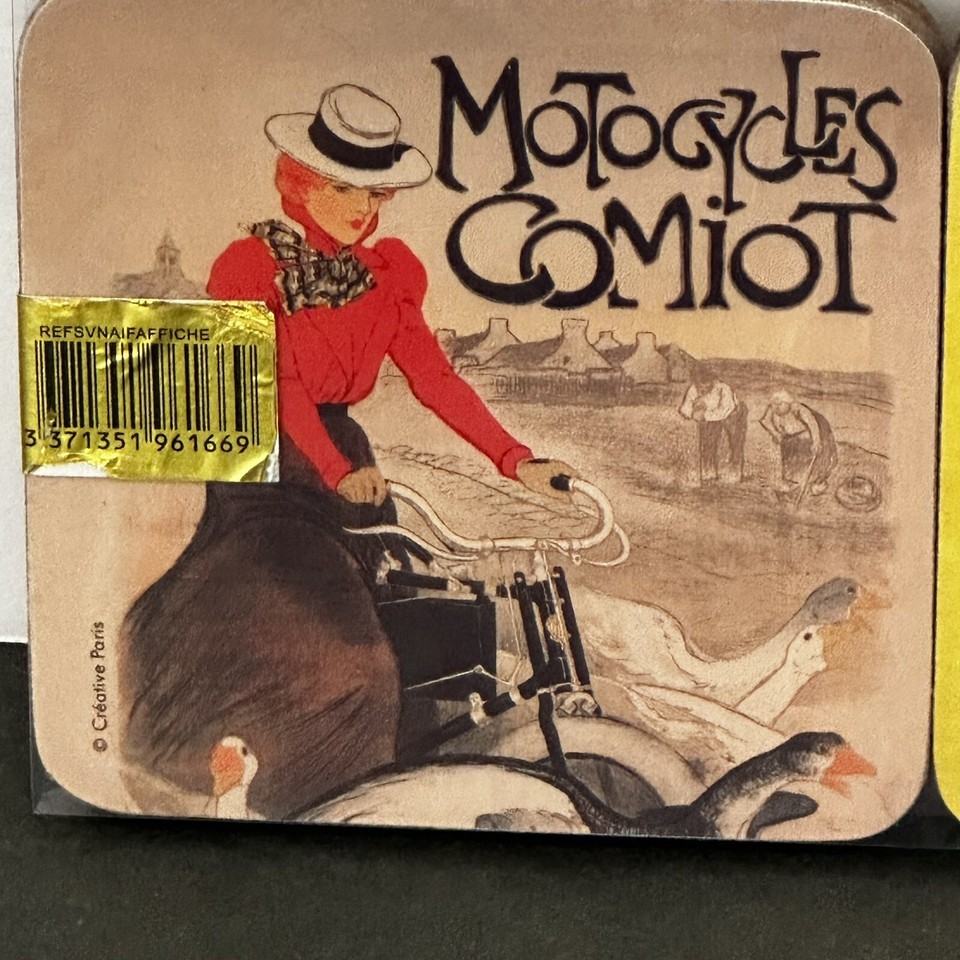 MOTOCYCLES
COMIOT
REFSVNAIFAFFICHE
3 371351 961669
© Créative Paris